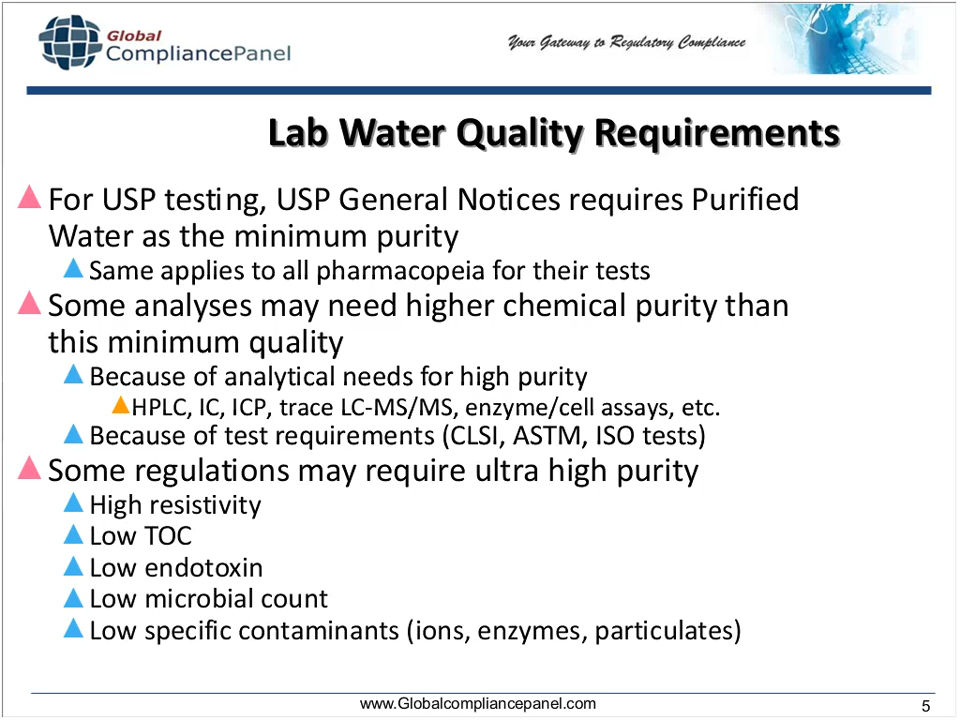 Global
CompliancePanel
Your Gateway to Regulatory Compliance
Lab Water Quality Requirements
For USP testing, USP General Notices requires Purified
Water as the minimum purity
Same applies to all pharmacopeia for their tests
Some analyses may need higher chemical purity than
this minimum quality
Because of analytical needs for high purity
HPLC, IC, ICP, trace LC-MS/MS, enzyme/cell assays, etc.
Because of test requirements (CLSI, ASTM, ISO tests)
Some regulations may require ultra high purity
High resistivity
Low TOC
Low endotoxin
Low microbial count
Low specific contaminants (ions, enzymes, particulates)
www.Globalcompliancepanel.com
5